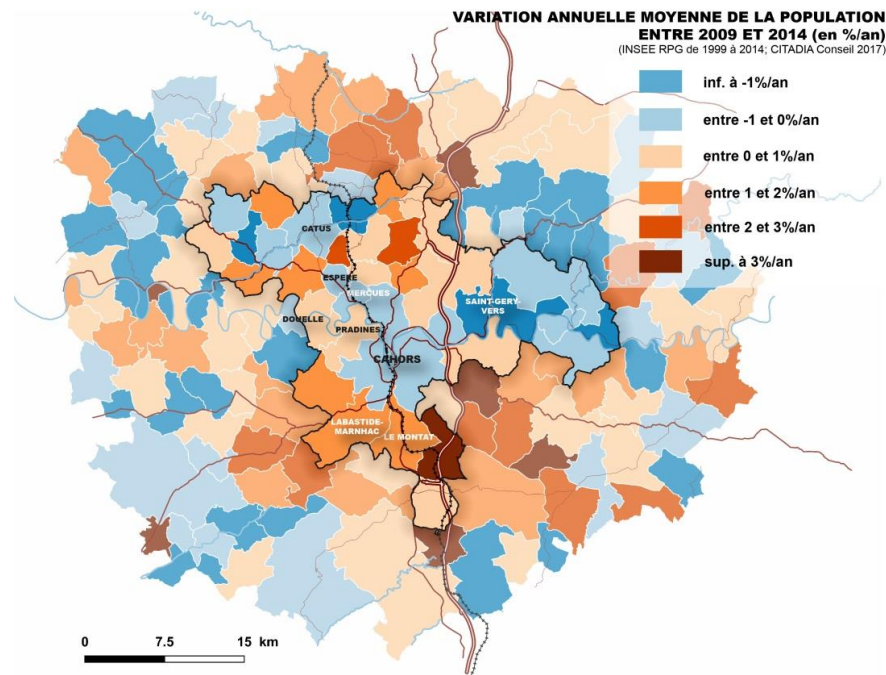 VARIATION ANNUELLE MOYENNE DE LA POPULATION
ENTRE 2009 ET 2014 (en %/an)
(INSEE RPG de 1999 à 2014; CITADIA Conseil 2017)
inf. à -1%/an
entre -1 et 0%/an
entre 0 et 1%/an
entre 1 et 2%/an
entre 2 et 3%/an
sup. à 3%/an
CATUS
ESPERE
MERCUES
SAINT-GERY-
VERS
DOUELLE
PRADINES
CAHORS
LABASTIDE-
MARNHAC
LE MONTAT
0 7.5 15 km